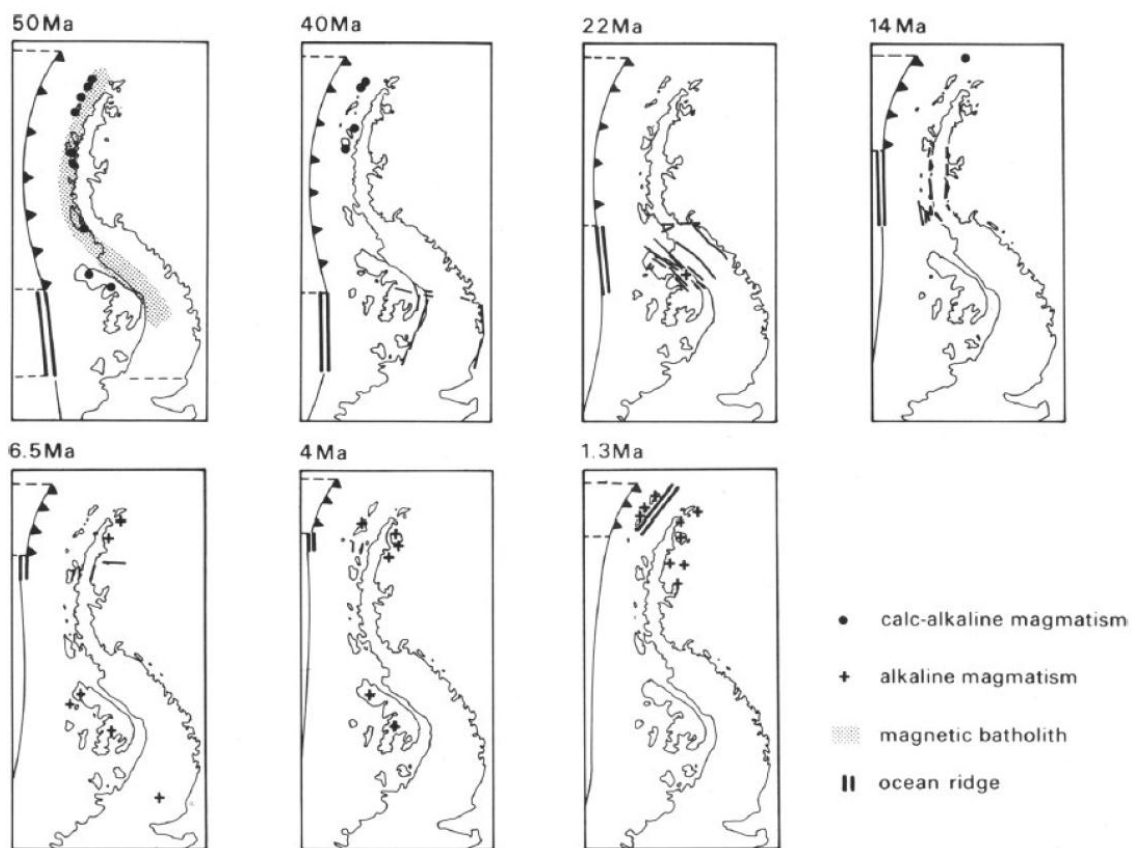 50Ma
40Ma
22Ma
14Ma
6.5Ma
4Ma
1.3Ma
calc-alkaline magmatism
alkaline magmatism
magnetic batholith
ocean ridge